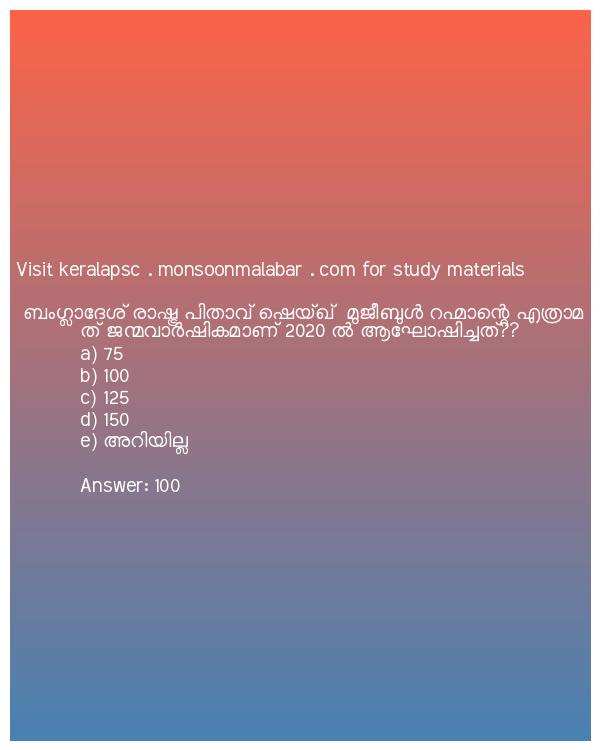 Visit keralapsc . monsoonmalabar . com for study materials
ബംഗ്ലാദേശ് രാഷ്ട്ര പിതാവ് ഷെയ്ഖ് മുജീബുൾ റഹ്മാന്റെ എത്രാമ
ത് ജന്മവാർഷികമാണ് 2020 ൽ ആഘോഷിച്ചത്??
a) 75
b) 100
c) 125
d) 150
e) അറിയില്ല
Answer: 100